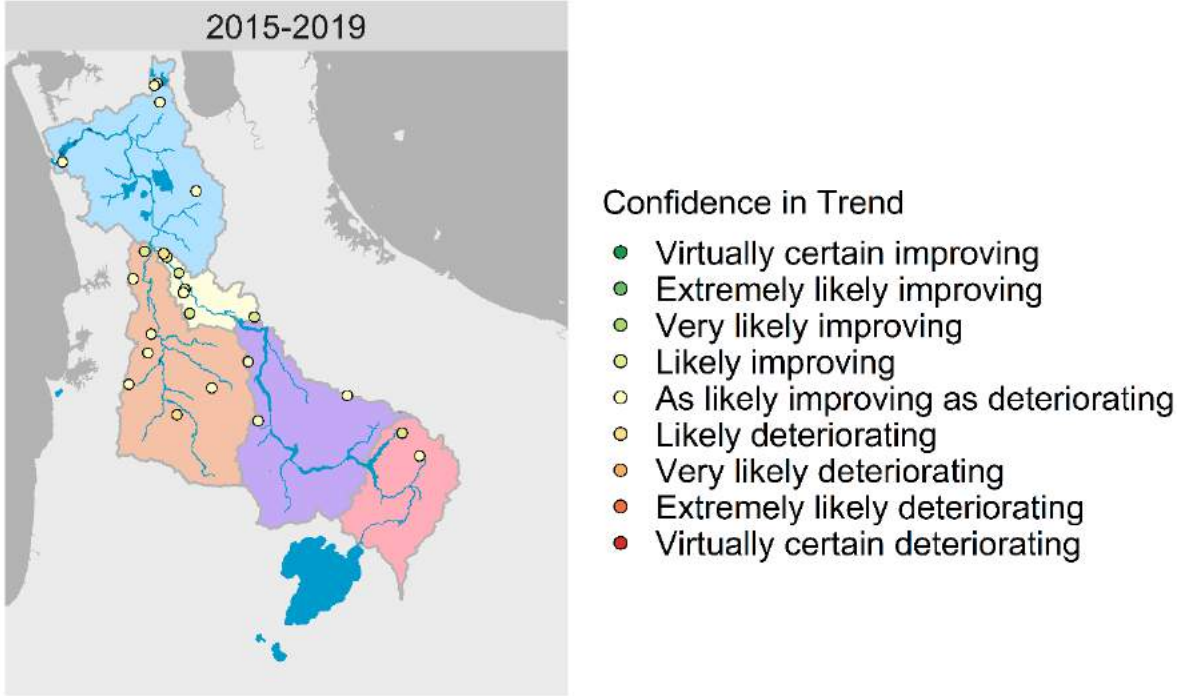 2015-2019
Confidence in Trend
Virtually certain improving
Extremely likely improving
Very likely improving
Likely improving
As likely improving as deteriorating
Likely deteriorating
Very likely deteriorating
Extremely likely deteriorating
Virtually certain deteriorating